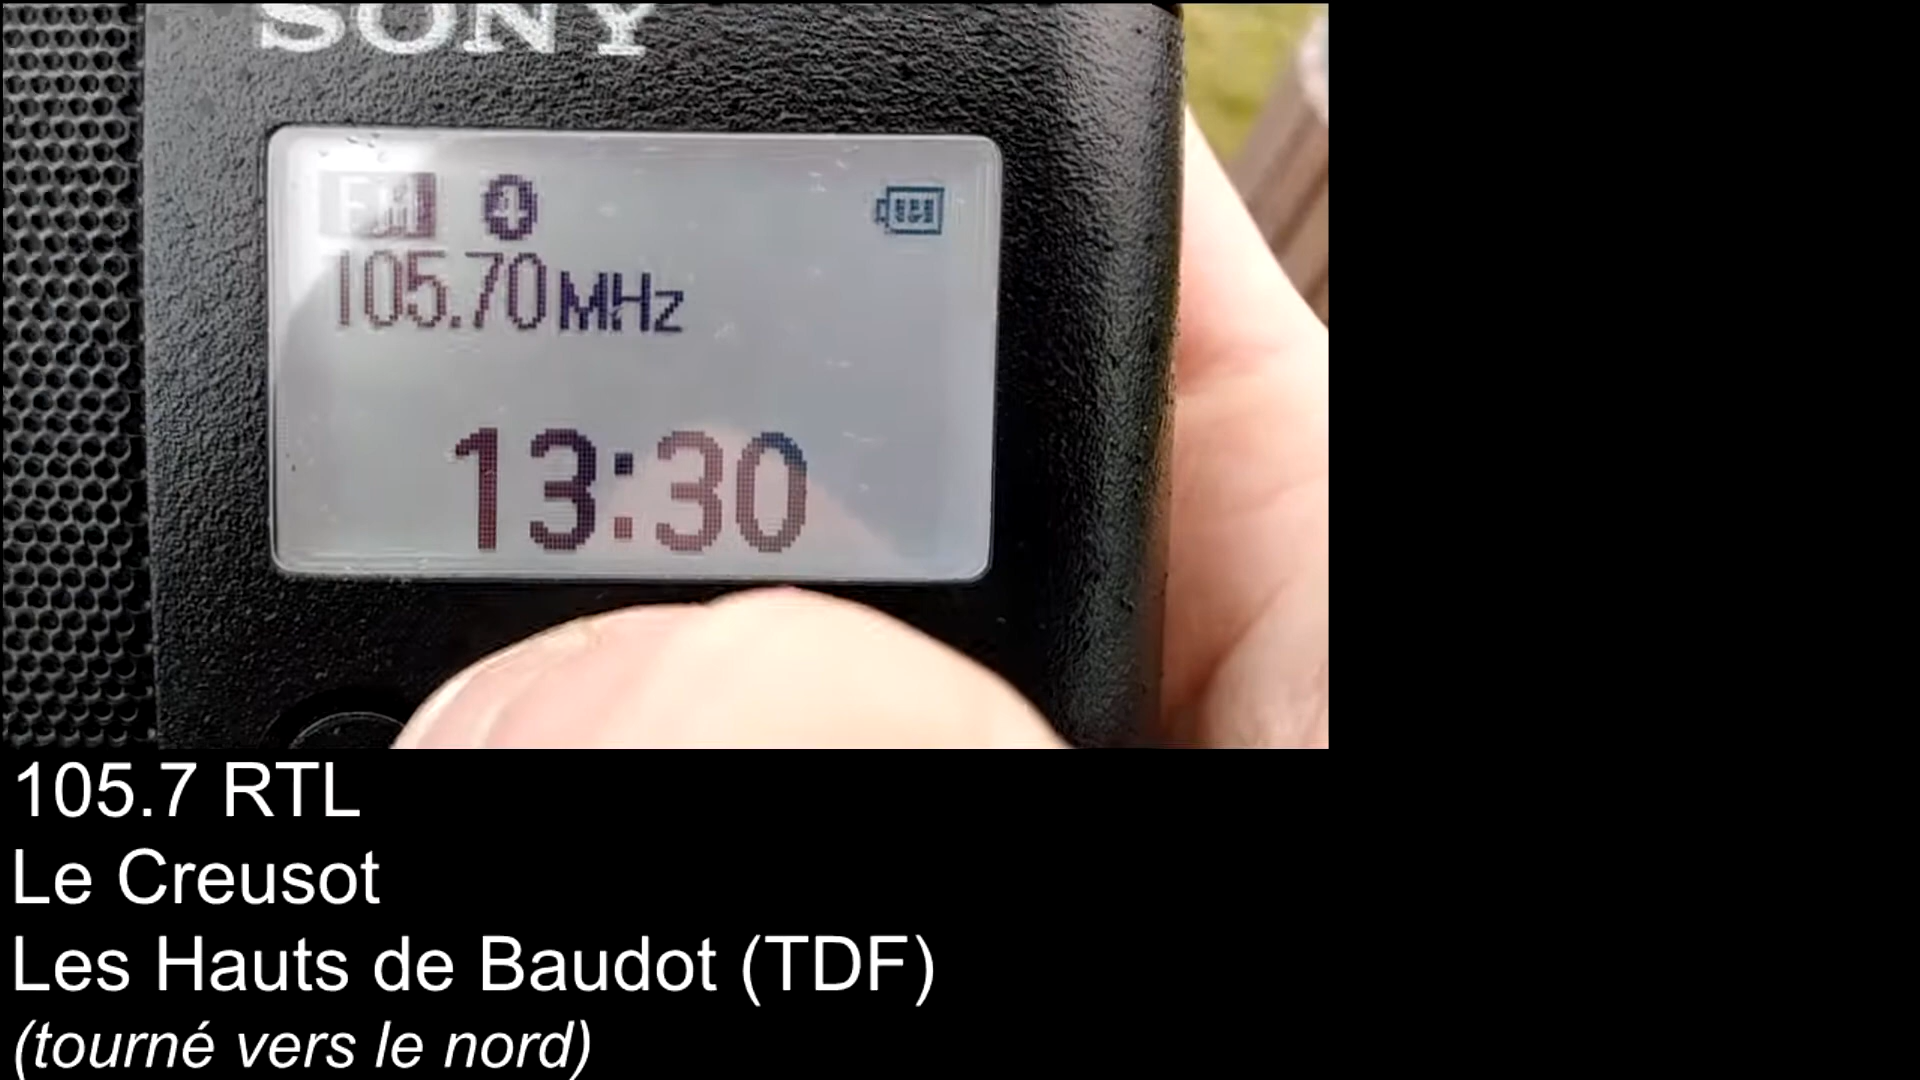 SONY
FM 4
105.70 MHz
13:30
105.7 RTL
Le Creusot
Les Hauts de Baudot (TDF)
(tourné vers le nord)